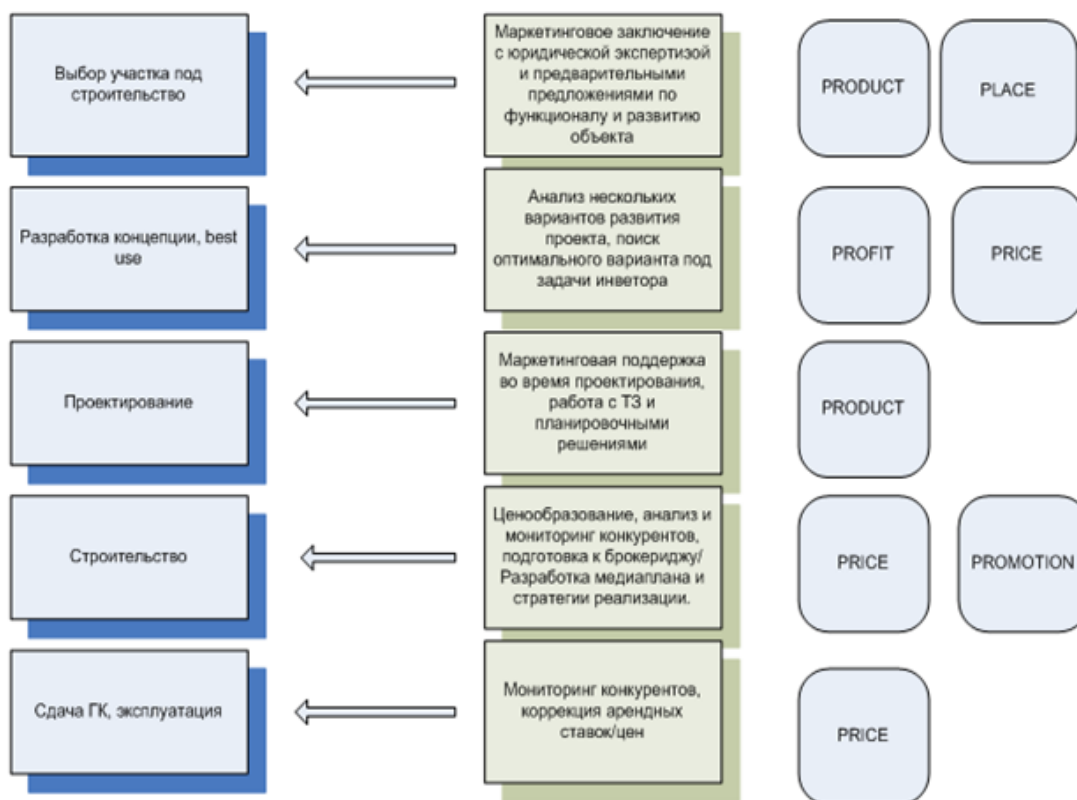 Выбор участка под
строительство
Маркетинговое заключение
с юридической экспертизой
и предварительными
предложениями по
функционалу и развитию
объекта
PRODUCT
PLACE
Разработка концепции, best
use
Анализ нескольких
вариантов развития
проекта, поиск
оптимального варианта под
задачи инветора
PROFIT
PRICE
Проектирование
Маркетинговая поддержка
во время проектирования,
работа с ТЗ и
планировочными
решениями
PRODUCT
Строительство
Ценообразование, анализ и
мониторинг конкурентов,
подготовка к брокериджу/
Разработка медиаплана и
стратегии реализации.
PRICE
PROMOTION
Сдача ГК, эксплуатация
Мониторинг конкурентов,
коррекция арендных
ставок/цен
PRICE